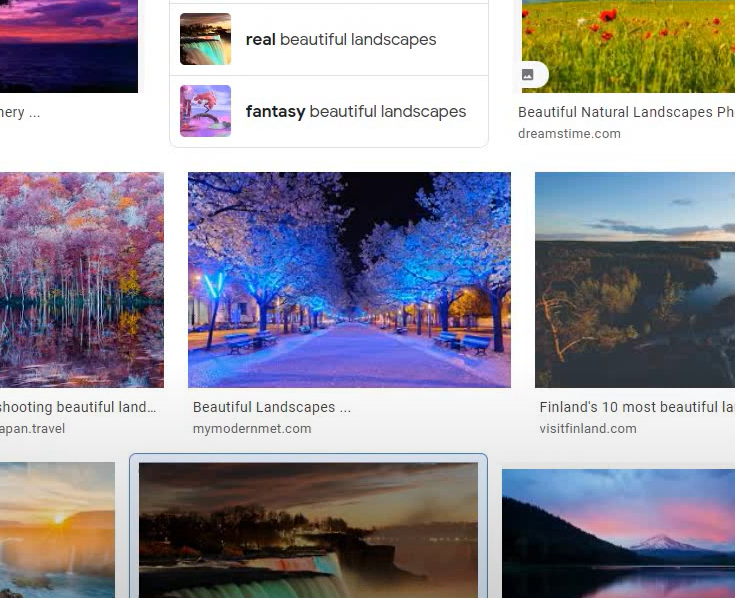 real beautiful landscapes
fantasy beautiful landscapes
nery ...
Beautiful Natural Landscapes Ph
dreamstime.com
shooting beautiful land...
apan.travel
Beautiful Landscapes ...
mymodernmet.com
Finland's 10 most beautiful la
visitfinland.com